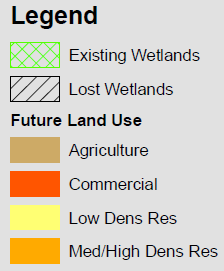 Legend
Existing Wetlands
Lost Wetlands
Future Land Use
Agriculture
Commercial
Low Dens Res
Med/High Dens Res